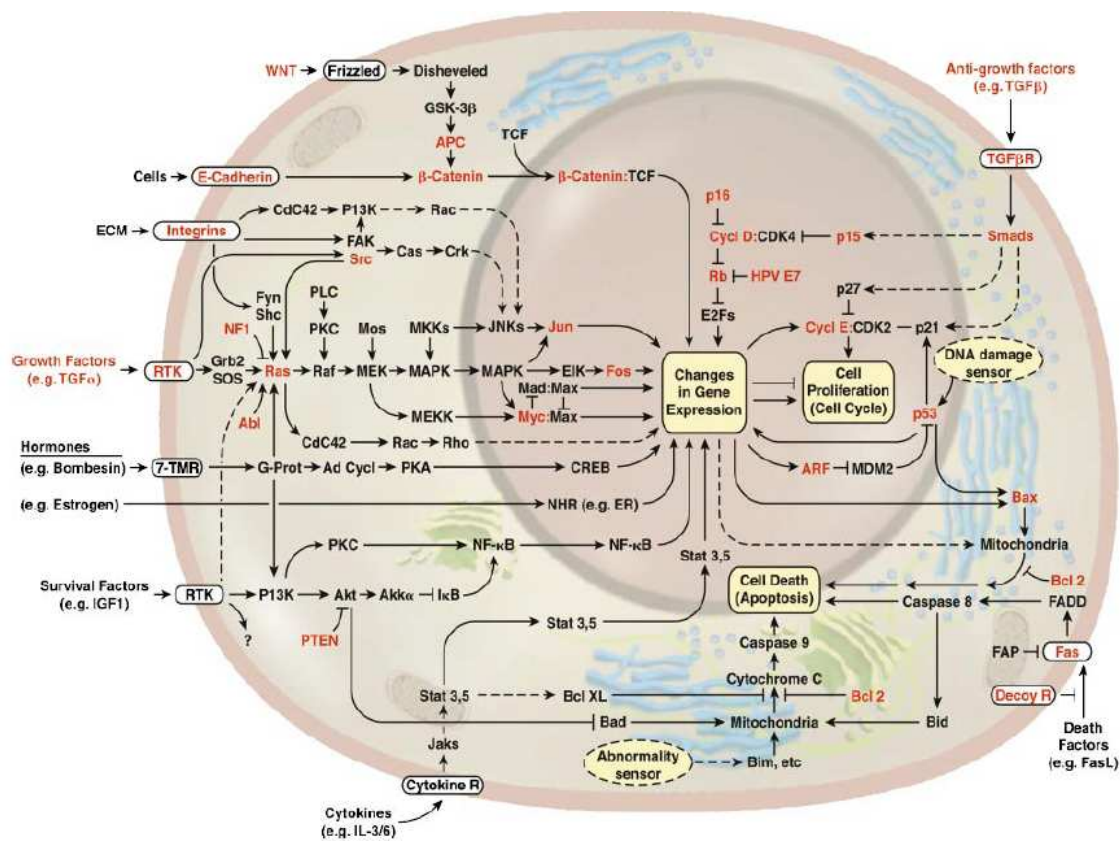 WNT Frizzled Disheveled
GSK-3β
APC
TCF
Cells E-Cadherin β-Catenin β-Catenin:TCF
Anti-growth factors
(e.g. TGFβ)
TGFβR
ECM Integrins CdC42 P13K Rac
FAK
Src Cas Crk
p16
Cycl D:CDK4 p15 Smads
Rb HPV E7
E2Fs
p27
Cycl E:CDK2 p21
Fyn
Shc
NF1
PLC
PKC Mos MKKs JNKs Jun
Growth Factors
(e.g. TGFα)
RTK Grb2
SOS
Ras Raf MEK MAPK MAPK ElK Fos
Mad:Max
MEKK Myc:Max
Abl
CdC42 Rac Rho
Changes
in Gene
Expression
Cell
Proliferation
(Cell Cycle)
DNA damage
sensor
p53
ARF MDM2
Bax
Mitochondria
Bcl 2
Hormones
(e.g. Bombesin) 7-TMR G-Prot Ad Cycl PKA CREB
(e.g. Estrogen) NHR (e.g. ER)
PKC NF-κB NF-κB
Stat 3,5
Survival Factors
(e.g. IGF1)
RTK P13K Akt Akkα IκB
?
PTEN
Stat 3,5
Cell Death
(Apoptosis)
Caspase 8 FADD
Caspase 9
FAP Fas
Cytochrome C
Stat 3,5 Bcl XL Bcl 2
Decoy R
Bad Mitochondria Bid
Death
Factors
(e.g. FasL)
Jaks
Abnormality
sensor
Bim, etc
Cytokine R
Cytokines
(e.g. IL-3/6)